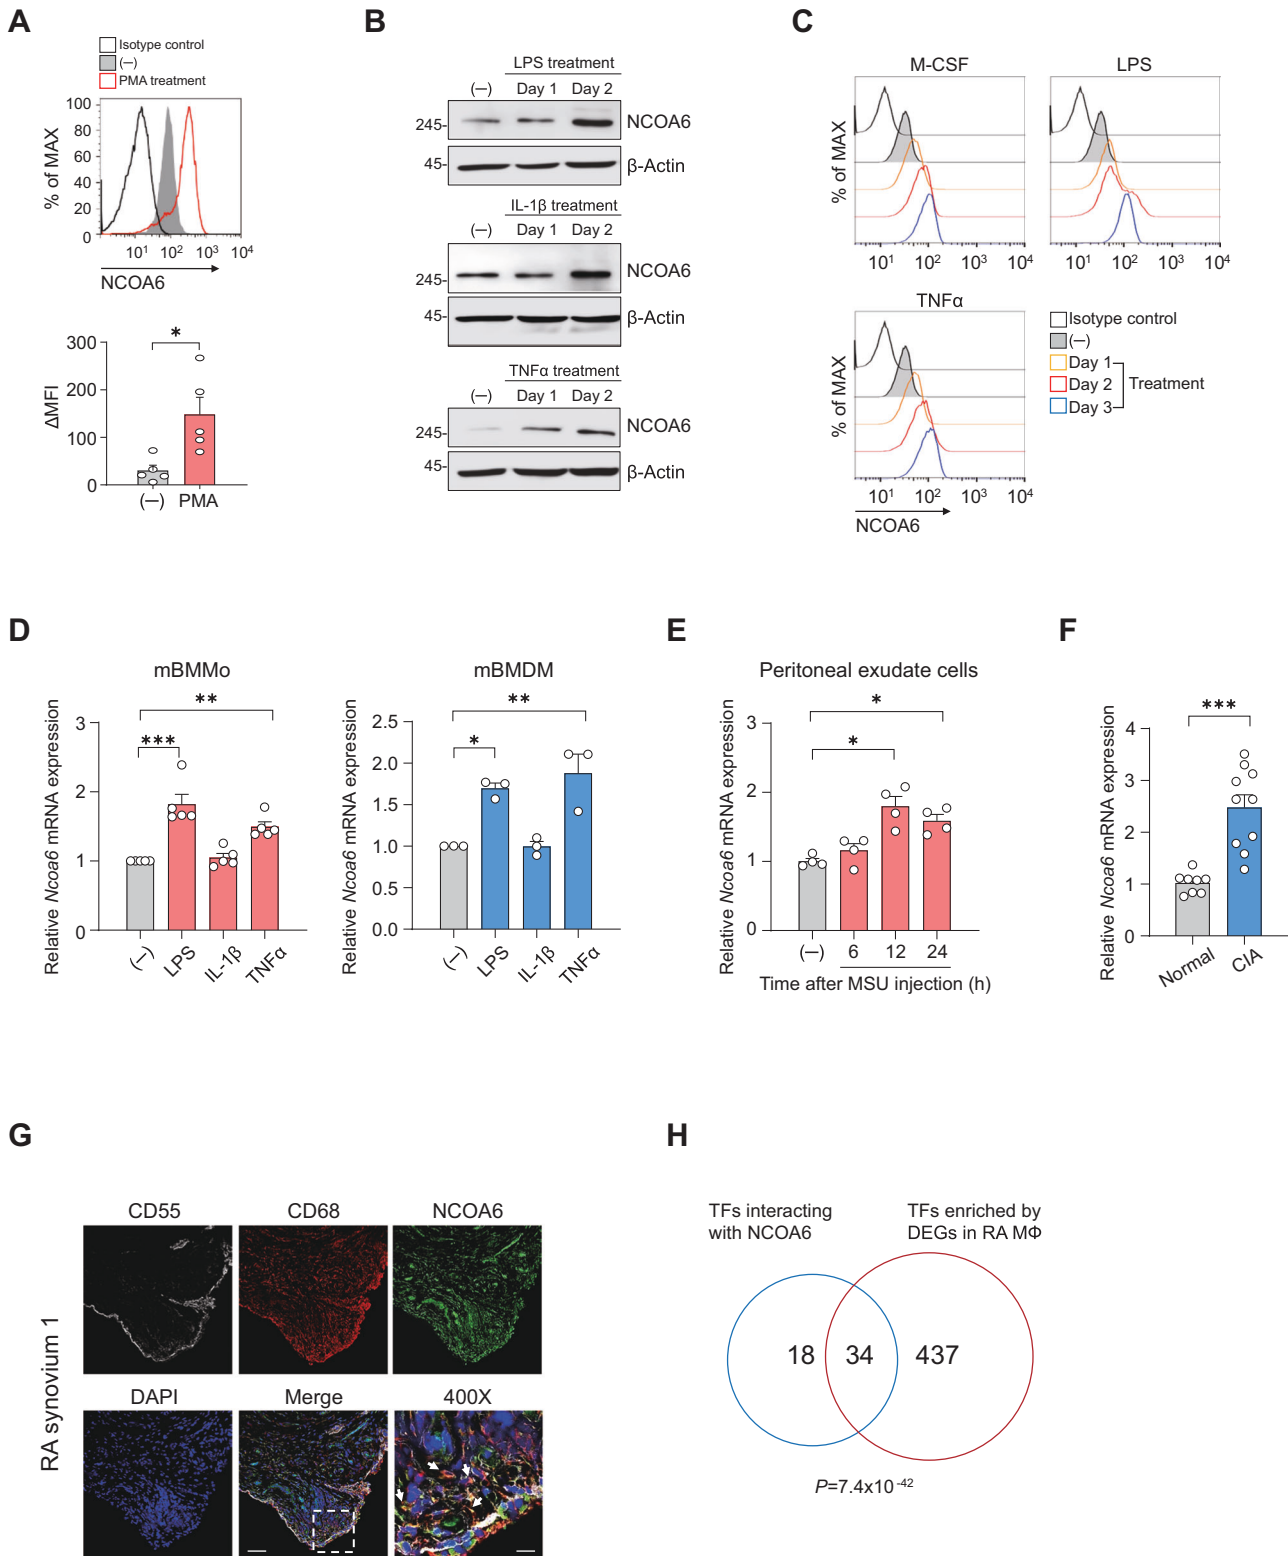 A
Isotype control
(—)
PMA treatment
% of MAX
100
80
60
40
20
0
10¹ 10² 10³ 10⁴
NCOA6
*
ΔMFI
300
200
100
0
(—) PMA
B
LPS treatment
(—) Day 1 Day 2
245- NCOA6
45- β-Actin
IL-1β treatment
(—) Day 1 Day 2
245- NCOA6
45- β-Actin
TNFα treatment
(—) Day 1 Day 2
245- NCOA6
45- β-Actin
C
M-CSF LPS
% of MAX
10¹ 10² 10³ 10⁴ 10¹ 10² 10³ 10⁴
TNFα
% of MAX
10¹ 10² 10³ 10⁴
NCOA6
Isotype control
(—)
Day 1
Day 2 Treatment
Day 3
D
mBMMo
Relative Ncoa6 mRNA expression
**
***
3
2
1
0
(—) LPS IL-1β TNFα
mBMDM
Relative Ncoa6 mRNA expression
**
*
2.5
2.0
1.5
1.0
0.5
0.0
(—) LPS IL-1β TNFα
E
Peritoneal exudate cells
Relative Ncoa6 mRNA expression
*
*
3
2
1
0
(—) 6 12 24
Time after MSU injection (h)
F
Relative Ncoa6 mRNA expression
***
4
3
2
1
0
Normal CIA
G
RA synovium 1
CD55 CD68 NCOA6
DAPI Merge 400X
H
TFs interacting
with NCOA6
TFs enriched by
DEGs in RA MΦ
18 34 437
P=7.4x10⁻⁴²